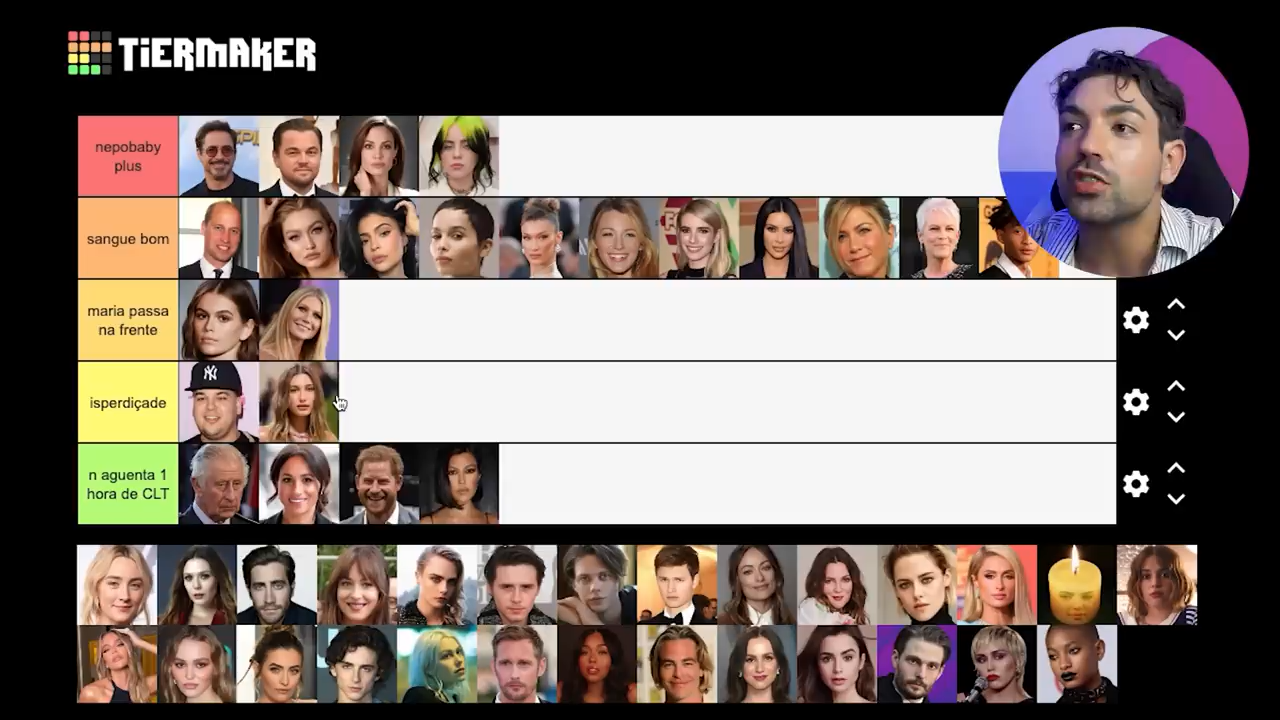 TiERMAKER
nepobaby
plus
sangue bom
maria passa
na frente
isperdiçade
n aguenta 1
hora de CLT